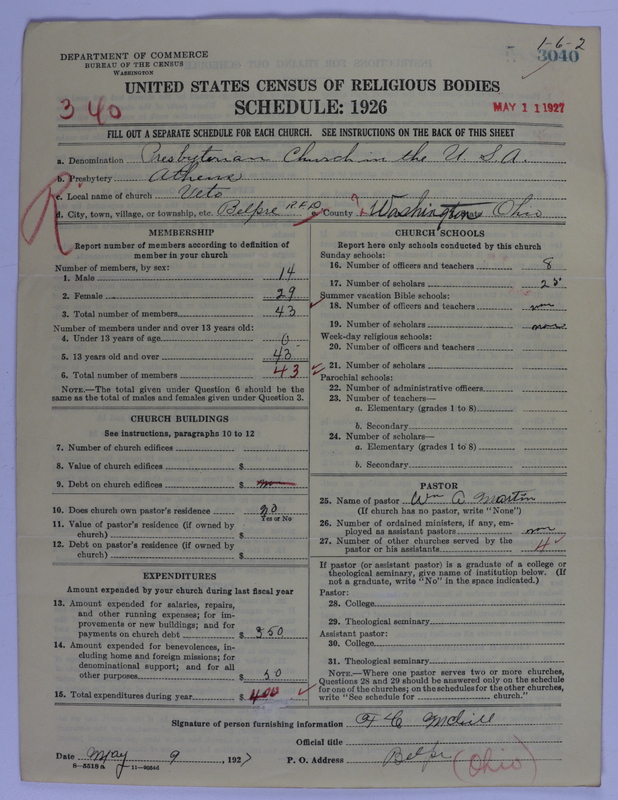 1-6-2
DEPARTMENT OF COMMERCE
BUREAU OF THE CENSUS
WASHINGTON
3040
UNITED STATES CENSUS OF RELIGIOUS BODIES
340
SCHEDULE: 1926
MAY 11 1927
FILL OUT A SEPARATE SCHEDULE FOR EACH CHURCH. SEE INSTRUCTIONS ON THE BACK OF THIS SHEET
a. Denomination Presbyterian Church in the U. S. A.
b. Presbytery Athens
c. Local name of church Veto
R
d. City, town, village, or township, etc. Belpre R.F.D County ? Washington State Ohio
MEMBERSHIP
Report number of members according to definition of
member in your church
Number of members, by sex:
1. Male 14
2. Female 29
3. Total number of members 43
Number of members under and over 13 years old:
4. Under 13 years of age 0
5. 13 years old and over 43
6. Total number of members 43
NOTE.—The total given under Question 6 should be the
same as the total of males and females given under Question 3.
CHURCH BUILDINGS
See instructions, paragraphs 10 to 12
7. Number of church edifices
8. Value of church edifices $
9. Debt on church edifices $
10. Does church own pastor's residence no
Yes or No
11. Value of pastor's residence (if owned by
church) $
12. Debt on pastor's residence (if owned by
church) $
EXPENDITURES
Amount expended by your church during last fiscal year
13. Amount expended for salaries, repairs,
and other running expenses; for im-
provements or new buildings; and for
payments on church debt $ 350
14. Amount expended for benevolences, in-
cluding home and foreign missions; for
denominational support; and for all
other purposes $ 50
15. Total expenditures during year $ 400
CHURCH SCHOOLS
Report here only schools conducted by this church
Sunday schools:
16. Number of officers and teachers 8
17. Number of scholars 25
Summer vacation Bible schools:
18. Number of officers and teachers none
19. Number of scholars none
Week-day religious schools:
20. Number of officers and teachers
21. Number of scholars
Parochial schools:
22. Number of administrative officers
23. Number of teachers—
a. Elementary (grades 1 to 8)
b. Secondary
24. Number of scholars—
a. Elementary (grades 1 to 8)
b. Secondary
PASTOR
25. Name of pastor Wm A. Martin
(If church has no pastor, write "None")
26. Number of ordained ministers, if any, em-
ployed as assistant pastors none
27. Number of other churches served by the
pastor or his assistants 4
If pastor (or assistant pastor) is a graduate of a college or
theological seminary, give name of institution below. (If
not a graduate, write "No" in the space indicated.)
Pastor:
28. College
29. Theological seminary
Assistant pastor:
30. College
31. Theological seminary
NOTE.—Where one pastor serves two or more churches,
Questions 28 and 29 should be answered only on the schedule
for one of the churches; on the schedules for the other churches,
write "See schedule for church."
Signature of person furnishing information
Official title
Date May 9, 1927 P. O. Address Belpre (Ohio)
8-5518 a 11-9254d